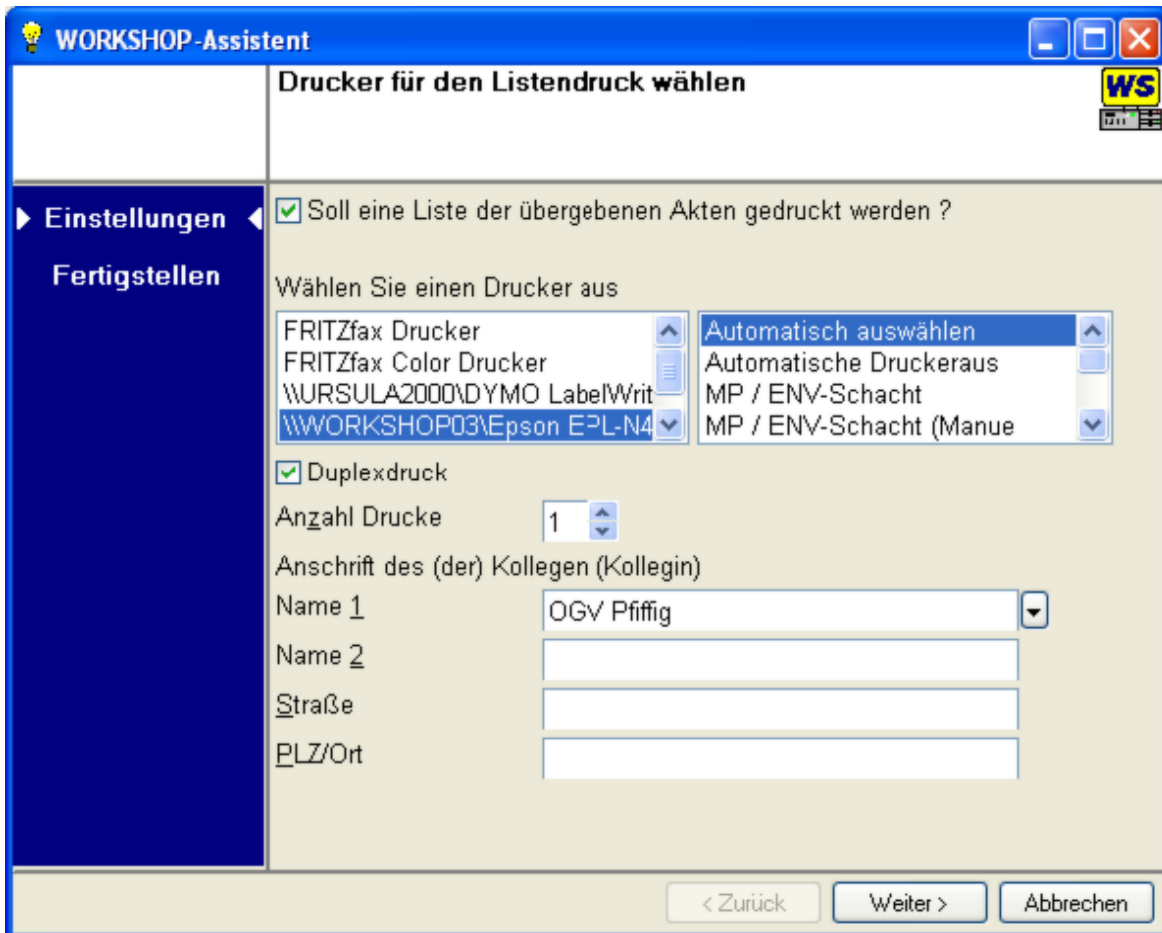 WORKSHOP-Assistent
Drucker für den Listendruck wählen
WS
Einstellungen
Fertigstellen
Soll eine Liste der übergebenen Akten gedruckt werden ?
Wählen Sie einen Drucker aus
FRITZfax Drucker
FRITZfax Color Drucker
\\URSULA2000\DYMO LabelWrit
\\WORKSHOP03\Epson EPL-N4
Automatisch auswählen
Automatische Druckeraus
MP / ENV-Schacht
MP / ENV-Schacht (Manue
Duplexdruck
Anzahl Drucke 1
Anschrift des (der) Kollegen (Kollegin)
Name 1 OGV Pfiffig
Name 2
Straße
PLZ/Ort
< Zurück Weiter > Abbrechen